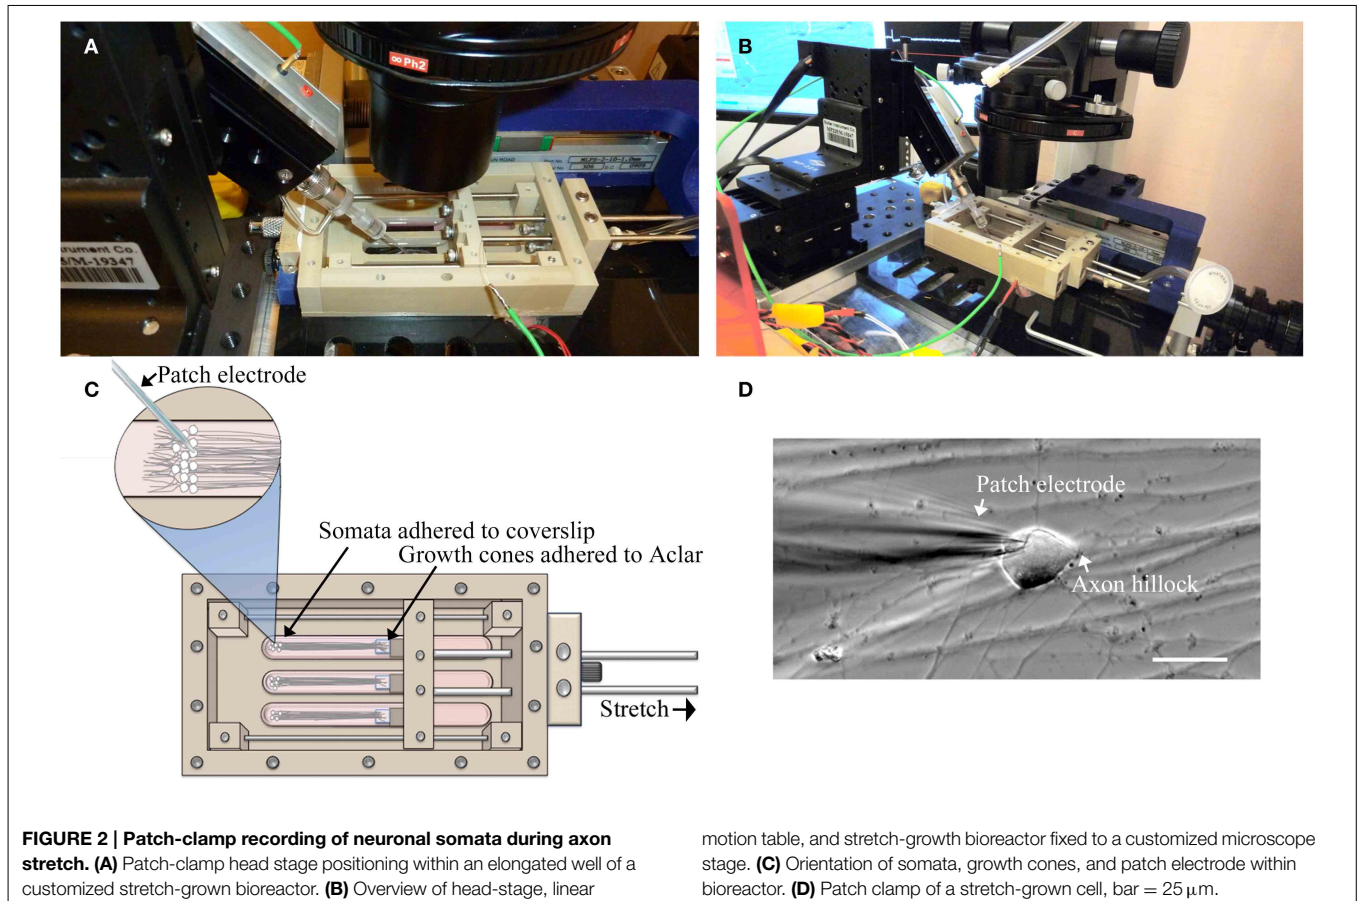 A
∞ Ph2
strument Co.
5/M-19347
B
C
Patch electrode
Somata adhered to coverslip
Growth cones adhered to Aclar
Stretch
D
Patch electrode
Axon hillock
FIGURE 2 | Patch-clamp recording of neuronal somata during axon
stretch. (A) Patch-clamp head stage positioning within an elongated well of a
customized stretch-grown bioreactor. (B) Overview of head-stage, linear
motion table, and stretch-growth bioreactor fixed to a customized microscope
stage. (C) Orientation of somata, growth cones, and patch electrode within
bioreactor. (D) Patch clamp of a stretch-grown cell, bar = 25 μm.